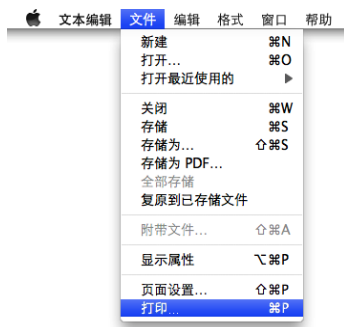 文本编辑 文件 编辑 格式 窗口 帮助
新建 ⌘N
打开... ⌘O
打开最近使用的 ▶
关闭 ⌘W
存储 ⌘S
存储为... ⇧⌘S
存储为 PDF...
全部存储
复原到已存储文件
附带文件... ⇧⌘A
显示属性 ⌥⌘P
页面设置... ⇧⌘P
打印... ⌘P